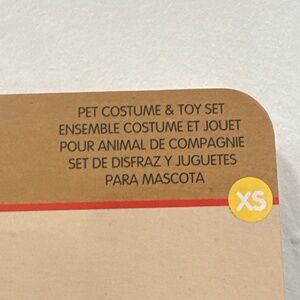 PET COSTUME & TOY SET
ENSEMBLE COSTUME ET JOUET
POUR ANIMAL DE COMPAGNIE
SET DE DISFRAZ Y JUGUETES
PARA MASCOTA
XS